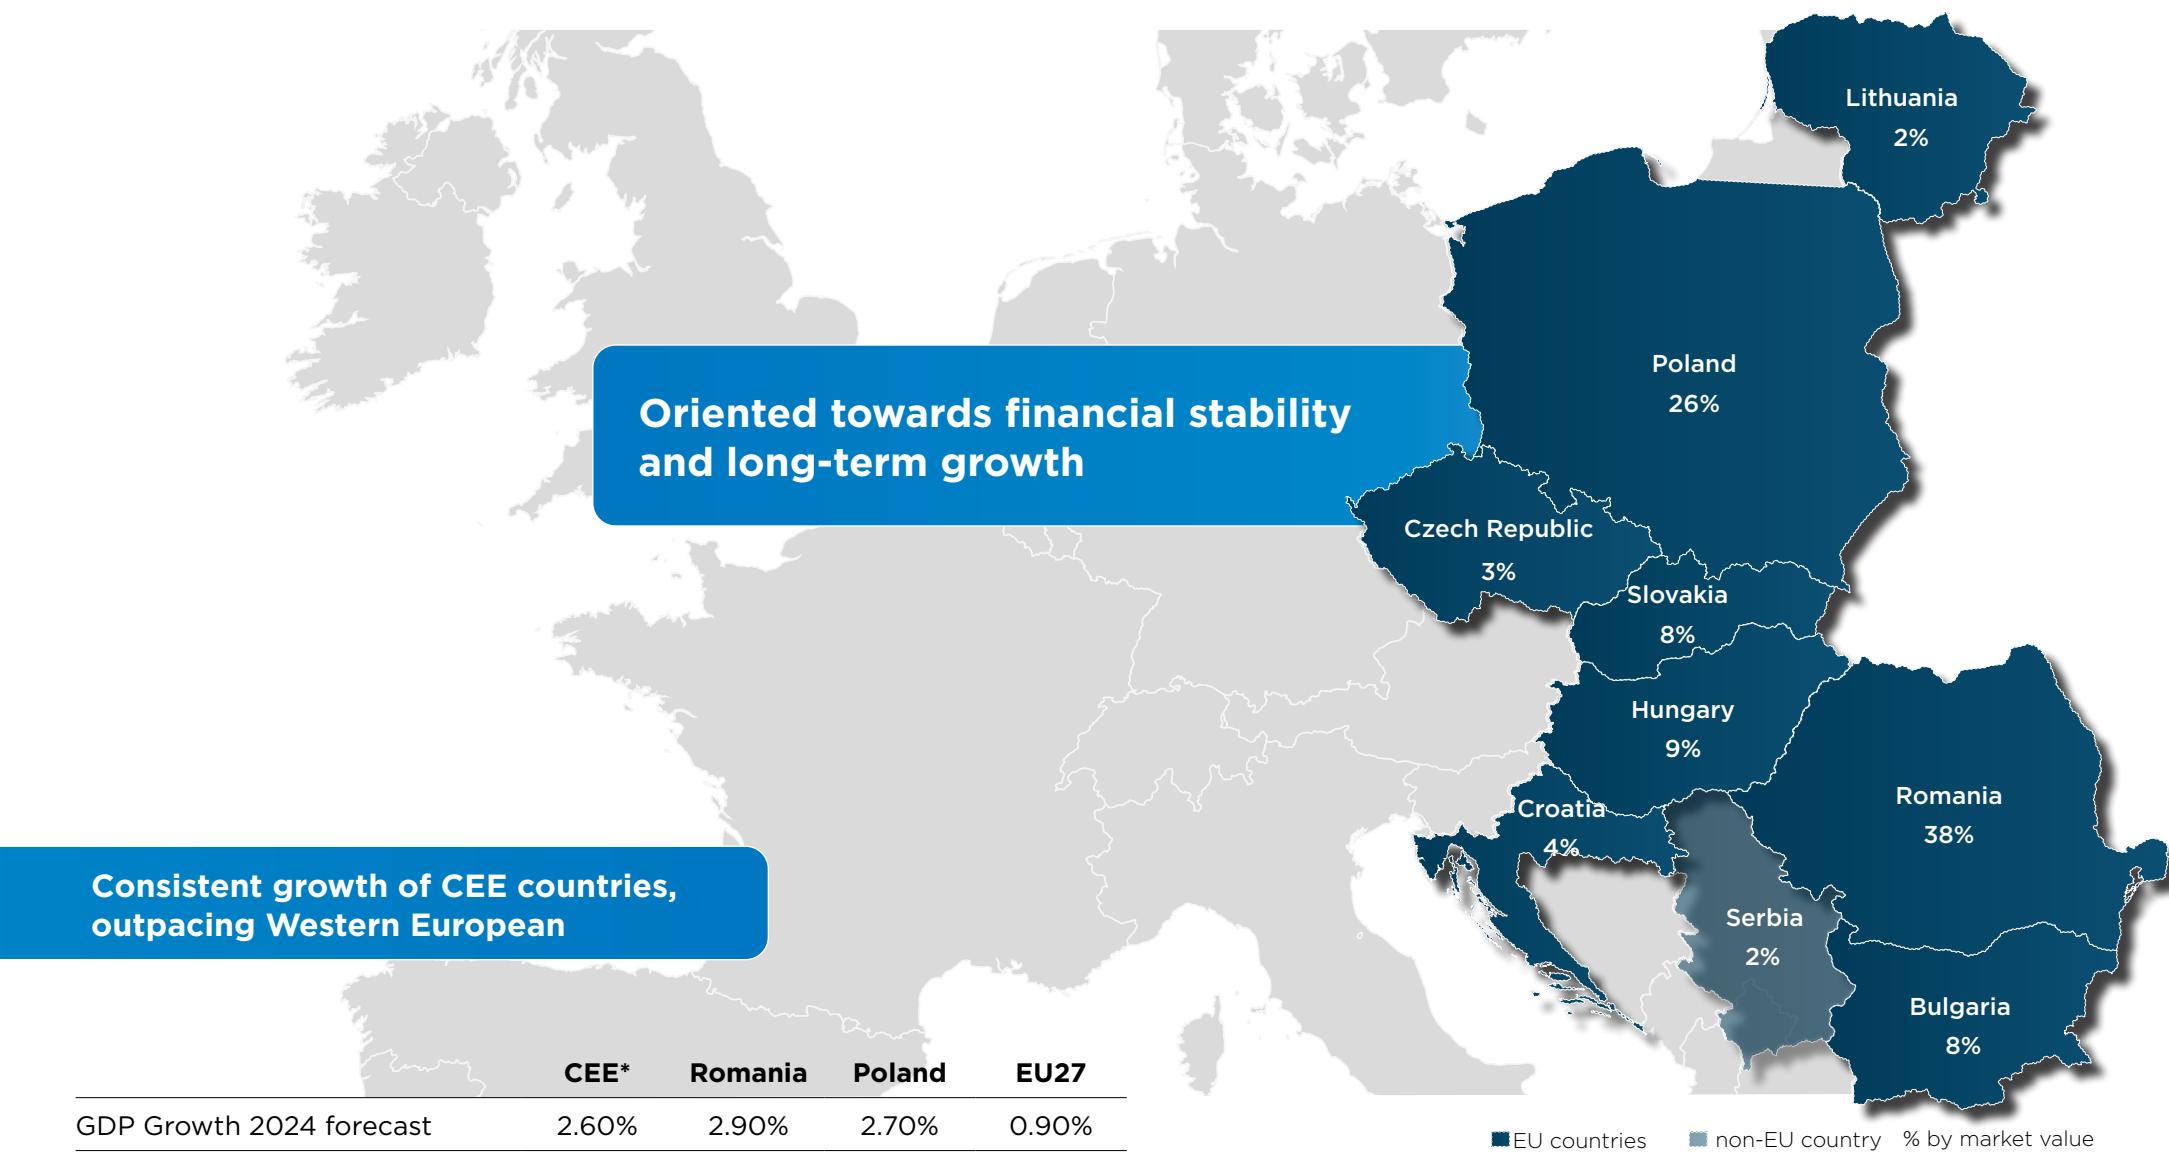 Lithuania
2%
Poland
26%
Oriented towards financial stability
and long-term growth
Czech Republic
3%
Slovakia
8%
Hungary
9%
Romania
38%
Croatia
4%
Consistent growth of CEE countries,
outpacing Western European
Serbia
2%
Bulgaria
8%
CEE* Romania Poland EU27
GDP Growth 2024 forecast 2.60% 2.90% 2.70% 0.90%
EU countries non-EU country % by market value